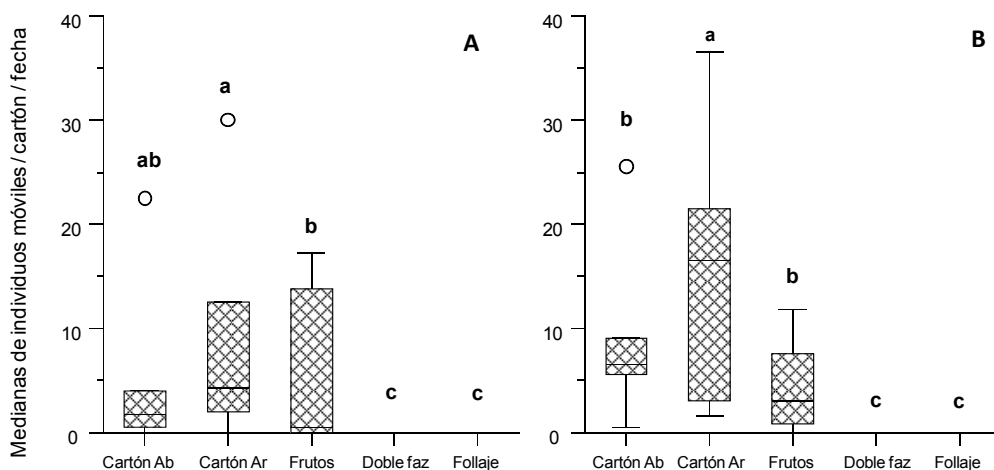 Medianas de individuos móviles / cartón / fecha
40
30
20
10
0
A
ab
a
b
c
c
Cartón Ab
Cartón Ar
Frutos
Doble faz
Follaje
40
30
20
10
0
B
b
a
b
c
c
Cartón Ab
Cartón Ar
Frutos
Doble faz
Follaje